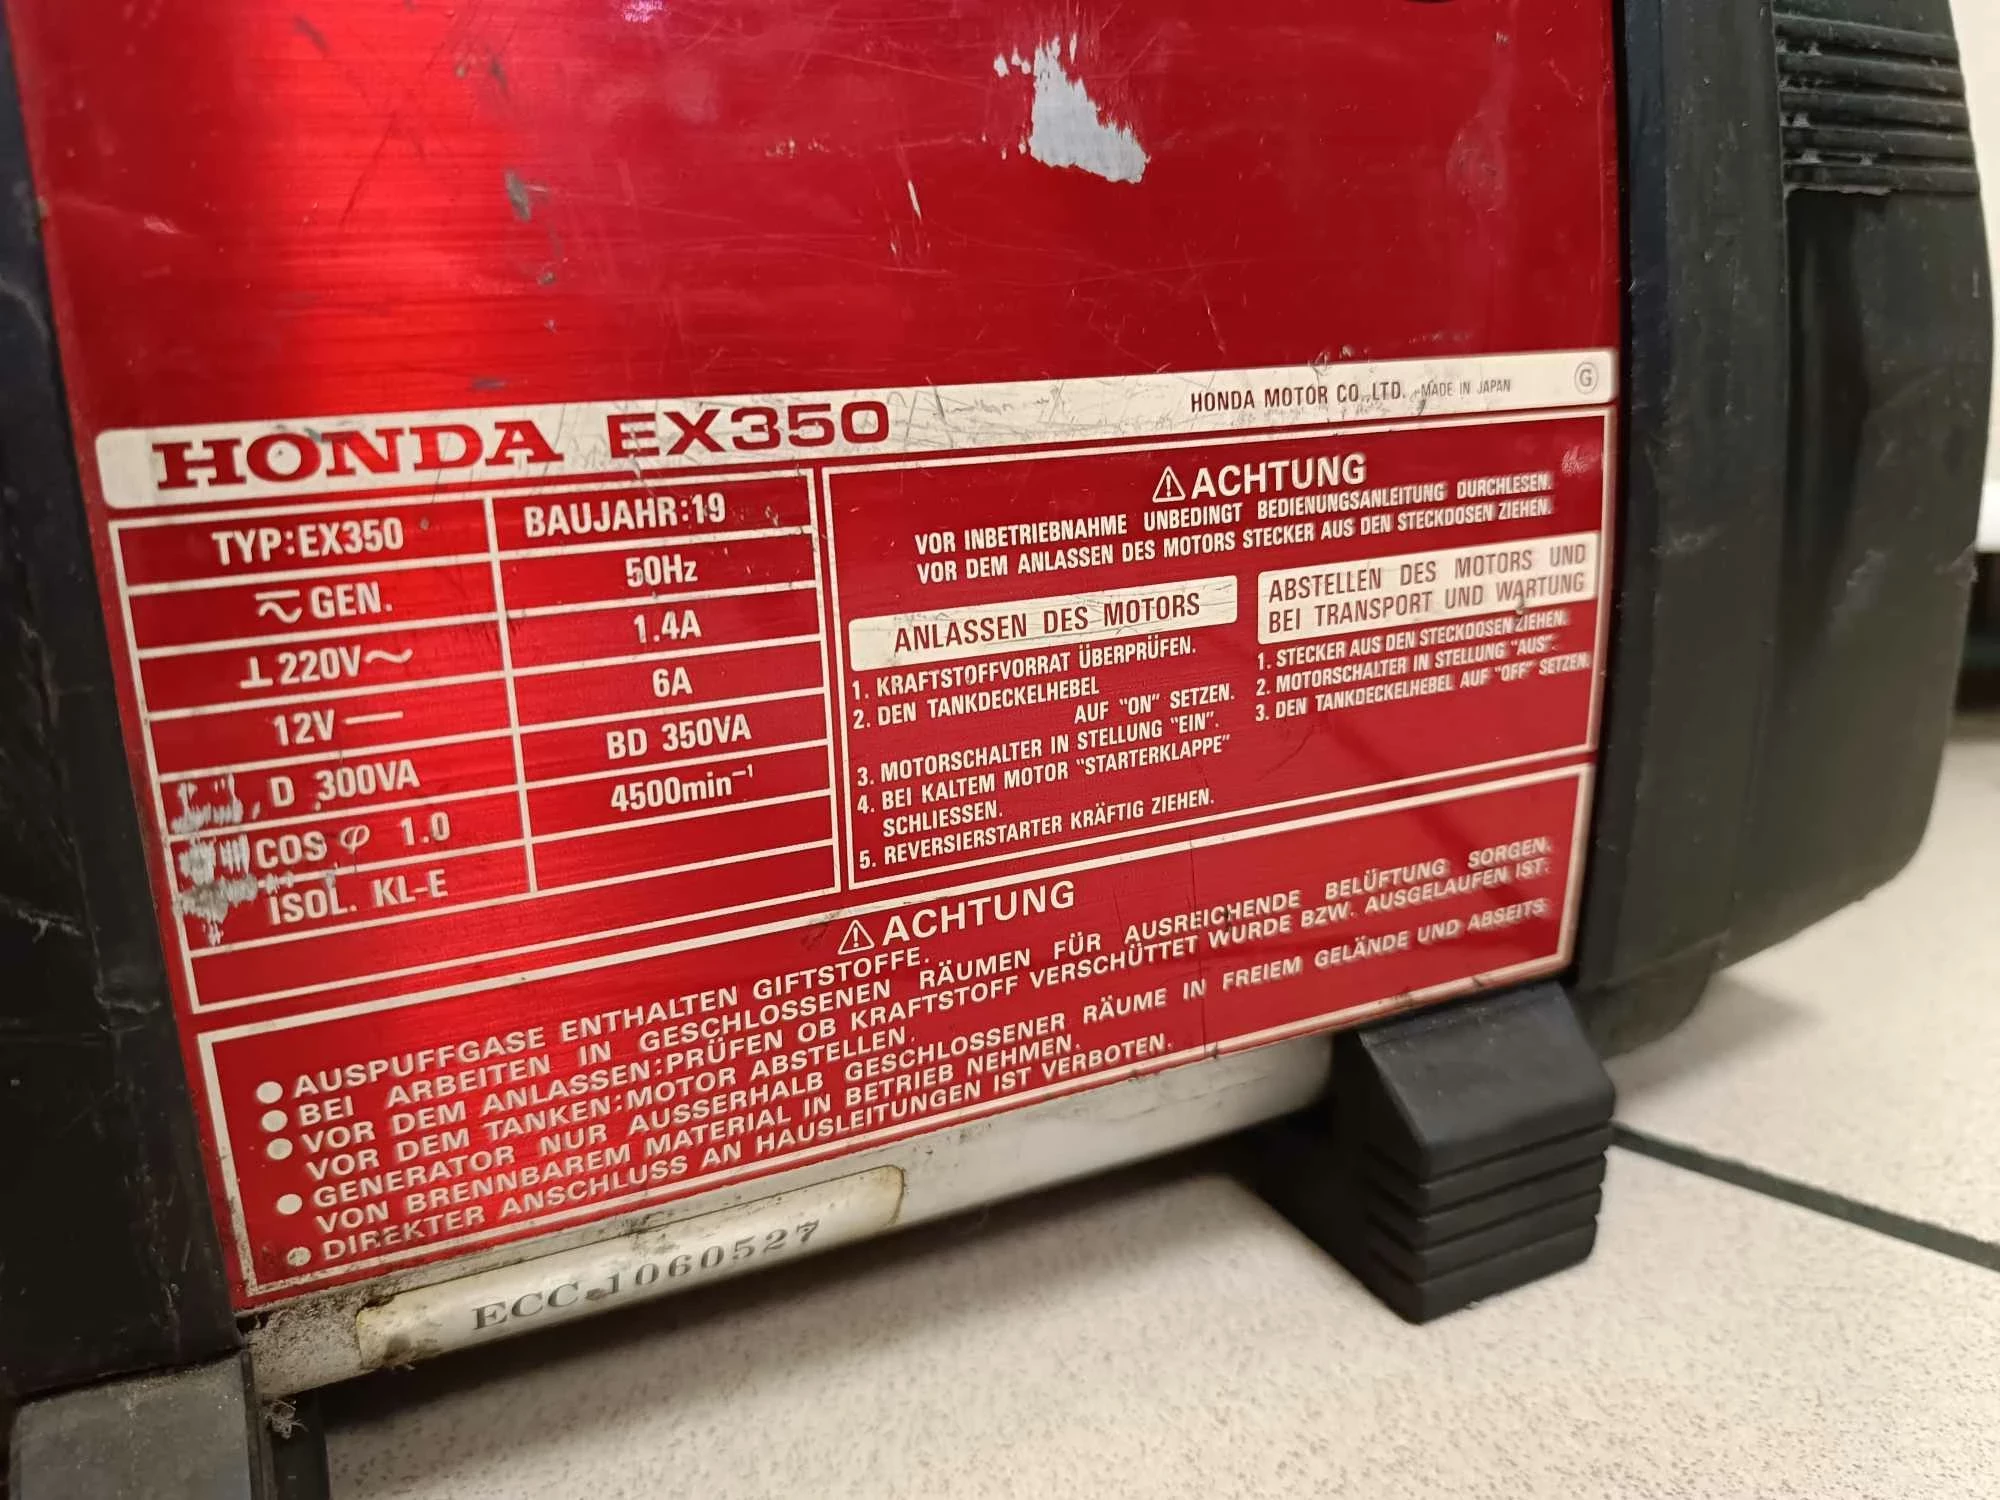 HONDA EX350 HONDA MOTOR CO.,LTD. MADE IN JAPAN G
TYP:EX350 BAUJAHR:19
GEN. 50Hz
⊥220V~ 1.4A
12V⎓ 6A
D 300VA BD 350VA
COS φ 1.0 4500min⁻¹
ISOL. KL-E
⚠ACHTUNG
VOR INBETRIEBNAHME UNBEDINGT BEDIENUNGSANLEITUNG DURCHLESEN.
VOR DEM ANLASSEN DES MOTORS STECKER AUS DEN STECKDOSEN ZIEHEN.
ANLASSEN DES MOTORS
1. KRAFTSTOFFVORRAT ÜBERPRÜFEN.
2. DEN TANKDECKELHEBEL
AUF "ON" SETZEN.
3. MOTORSCHALTER IN STELLUNG "EIN".
4. BEI KALTEM MOTOR "STARTERKLAPPE"
SCHLIESSEN.
5. REVERSIERSTARTER KRÄFTIG ZIEHEN.
ABSTELLEN DES MOTORS UND
BEI TRANSPORT UND WARTUNG
1. STECKER AUS DEN STECKDOSEN ZIEHEN.
2. MOTORSCHALTER IN STELLUNG "AUS".
3. DEN TANKDECKELHEBEL AUF "OFF" SETZEN.
⚠ACHTUNG
● AUSPUFFGASE ENTHALTEN GIFTSTOFFE.
● BEI ARBEITEN IN GESCHLOSSENEN RÄUMEN FÜR AUSREICHENDE BELÜFTUNG SORGEN.
● VOR DEM ANLASSEN:PRÜFEN OB KRAFTSTOFF VERSCHÜTTET WURDE BZW. AUSGELAUFEN IST.
VOR DEM TANKEN:MOTOR ABSTELLEN.
● GENERATOR NUR AUSSERHALB GESCHLOSSENER RÄUME IN FREIEM GELÄNDE UND ABSEITS
VON BRENNBAREM MATERIAL IN BETRIEB NEHMEN.
● DIREKTER ANSCHLUSS AN HAUSLEITUNGEN IST VERBOTEN.
ECC-1060527